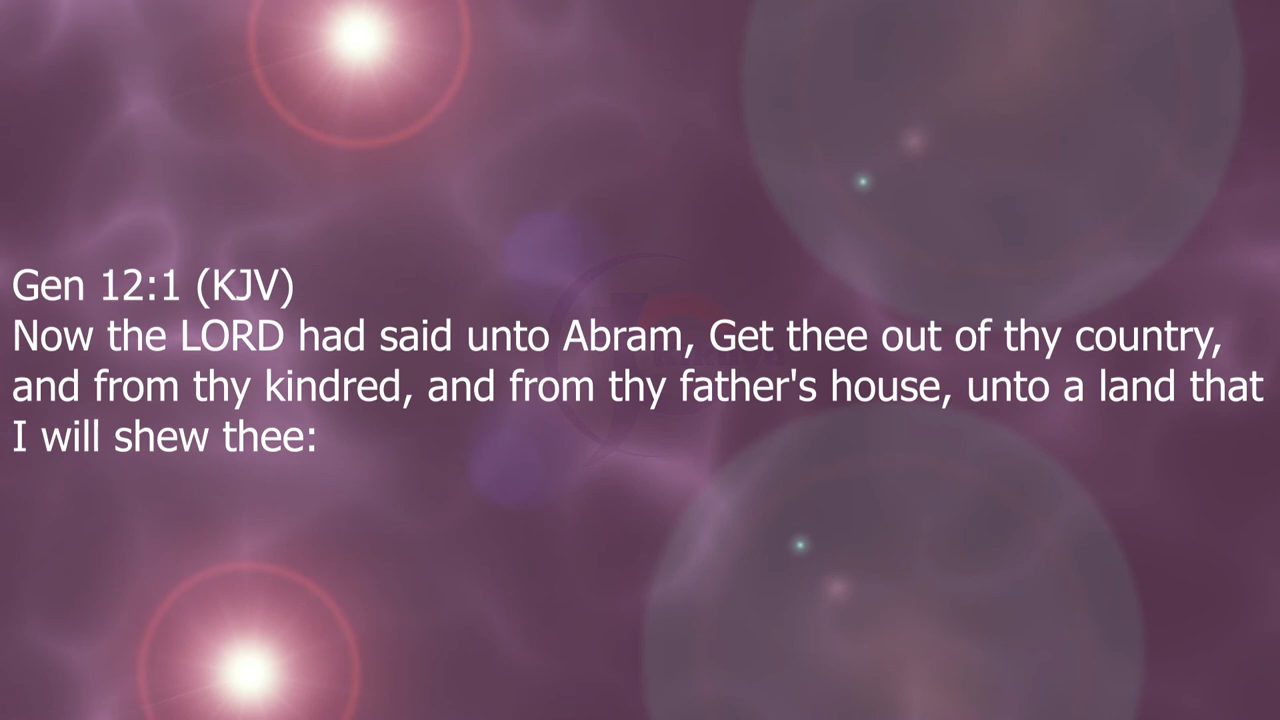 Gen 12:1 (KJV)
Now the LORD had said unto Abram, Get thee out of thy country,
and from thy kindred, and from thy father's house, unto a land that
I will shew thee: